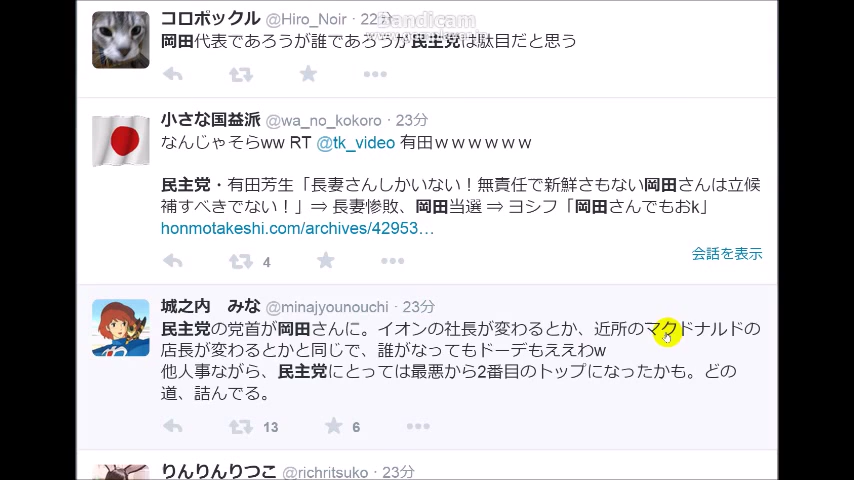 コロポックル @Hiro_Noir · 22分
Bandicam
岡田代表であろうが誰であろうが民主党は駄目だと思う
小さな国益派 @wa_no_kokoro · 23分
なんじゃそらww RT @tk_video 有田ｗｗｗｗｗｗ
民主党・有田芳生「長妻さんしかいない！無責任で新鮮さもない岡田さんは立候
補すべきでない！」⇒ 長妻惨敗、岡田当選 ⇒ ヨシフ「岡田さんでもおk」
honmotakeshi.com/archives/42953…
会話を表示
4
城之内　みな @minajyounouchi · 23分
民主党の党首が岡田さんに。イオンの社長が変わるとか、近所のマクドナルドの
店長が変わるとかと同じで、誰がなってもドーデもええわw
他人事ながら、民主党にとっては最悪から2番目のトップになったかも。どの
道、詰んでる。
13 6
りんりんりつこ @richritsuko · 23分